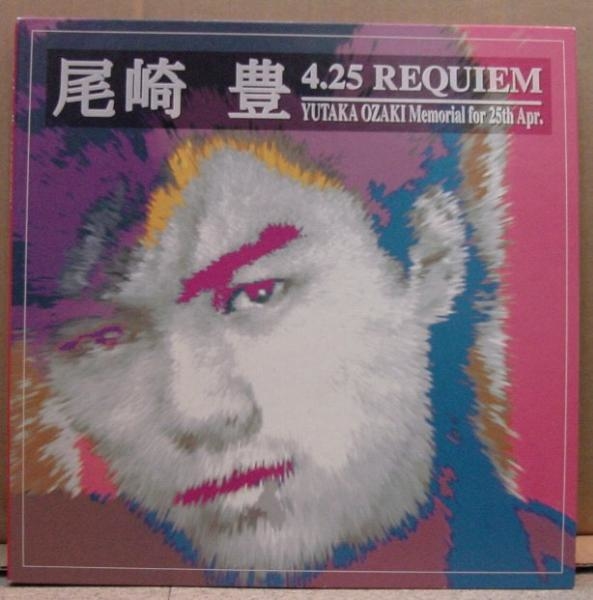 尾崎 豊
4.25 REQUIEM
YUTAKA OZAKI Memorial for 25th Apr.